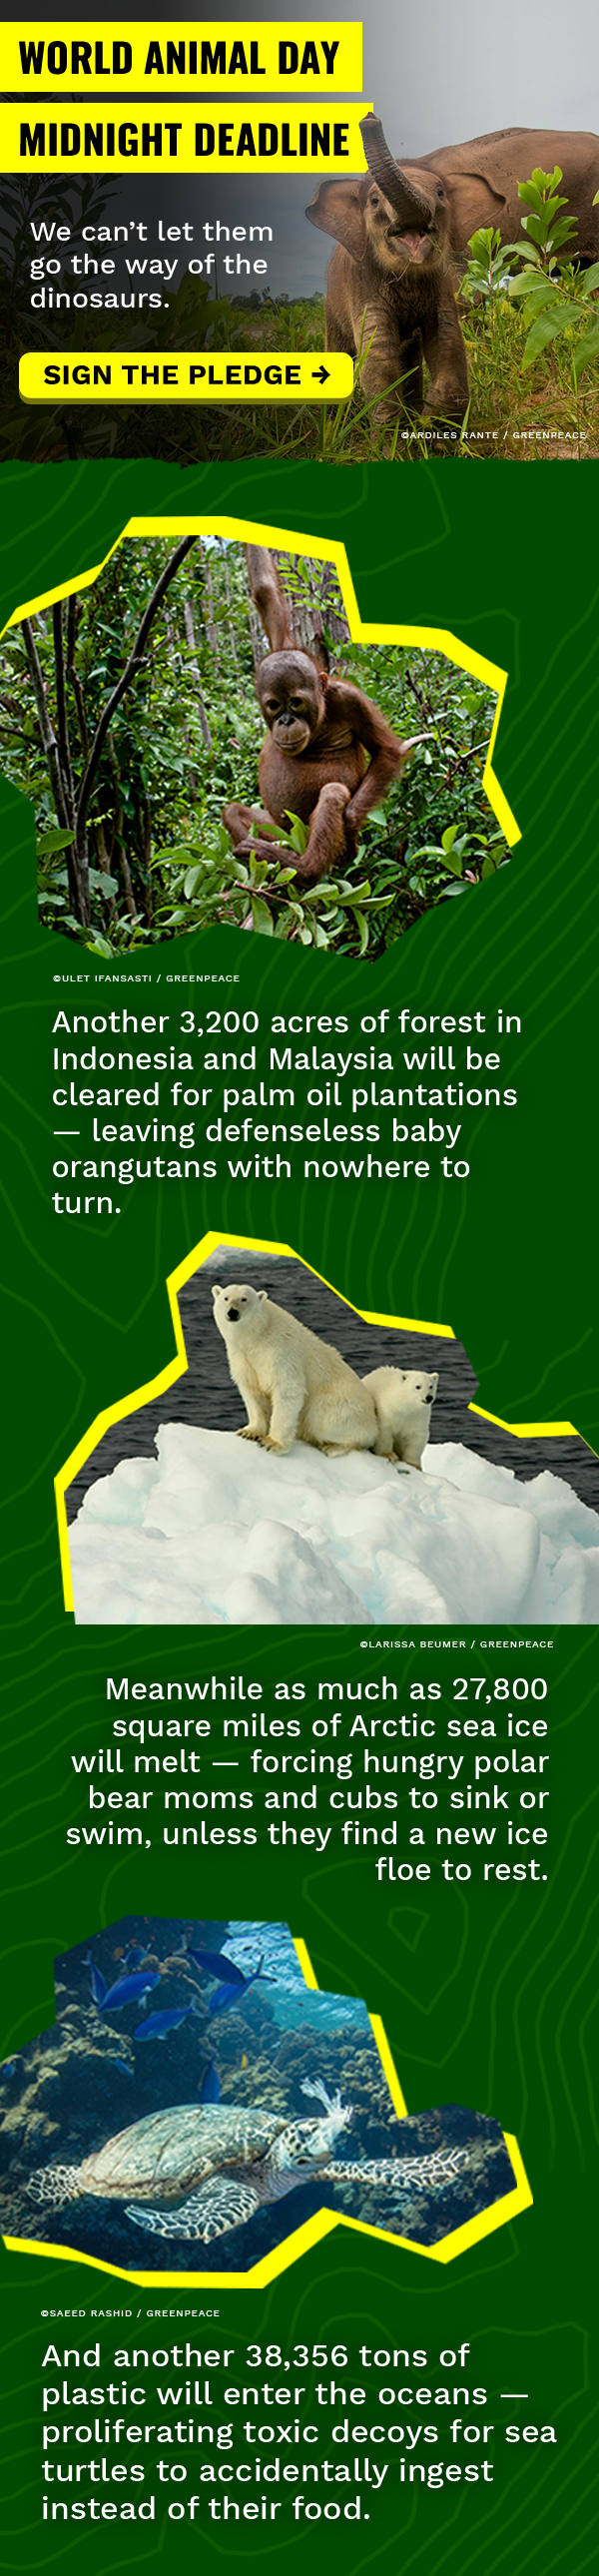 WORLD ANIMAL DAY
MIDNIGHT DEADLINE
We can’t let them
go the way of the
dinosaurs.
SIGN THE PLEDGE →
©ARDILES RANTE / GREENPEACE
©ULET IFANSASTI / GREENPEACE
Another 3,200 acres of forest in
Indonesia and Malaysia will be
cleared for palm oil plantations
— leaving defenseless baby
orangutans with nowhere to
turn.
©LARISSA BEUMER / GREENPEACE
Meanwhile as much as 27,800
square miles of Arctic sea ice
will melt — forcing hungry polar
bear moms and cubs to sink or
swim, unless they find a new ice
floe to rest.
©SAEED RASHID / GREENPEACE
And another 38,356 tons of
plastic will enter the oceans —
proliferating toxic decoys for sea
turtles to accidentally ingest
instead of their food.